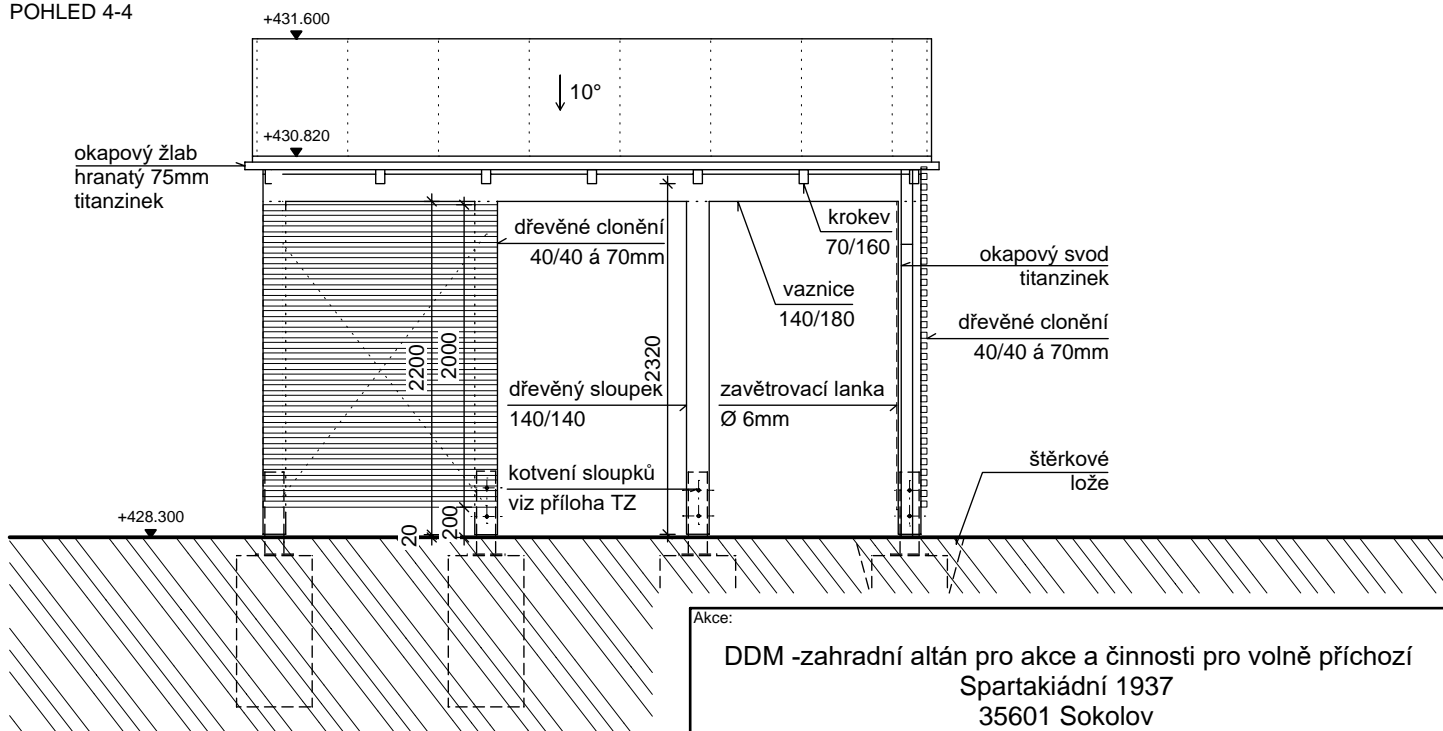 POHLED 4-4
+431.600
10°
+430.820
okapový žlab
hranatý 75mm
titanzinek
dřevěné clonění
40/40 á 70mm
krokev
70/160
okapový svod
titanzinek
vaznice
140/180
dřevěné clonění
40/40 á 70mm
2200
2000
2320
dřevěný sloupek
140/140
zavětrovací lanka
Ø 6mm
kotvení sloupků
viz příloha TZ
štěrkové
lože
+428.300
20
200
Akce:
DDM -zahradní altán pro akce a činnosti pro volně příchozí
Spartakiádní 1937
35601 Sokolov